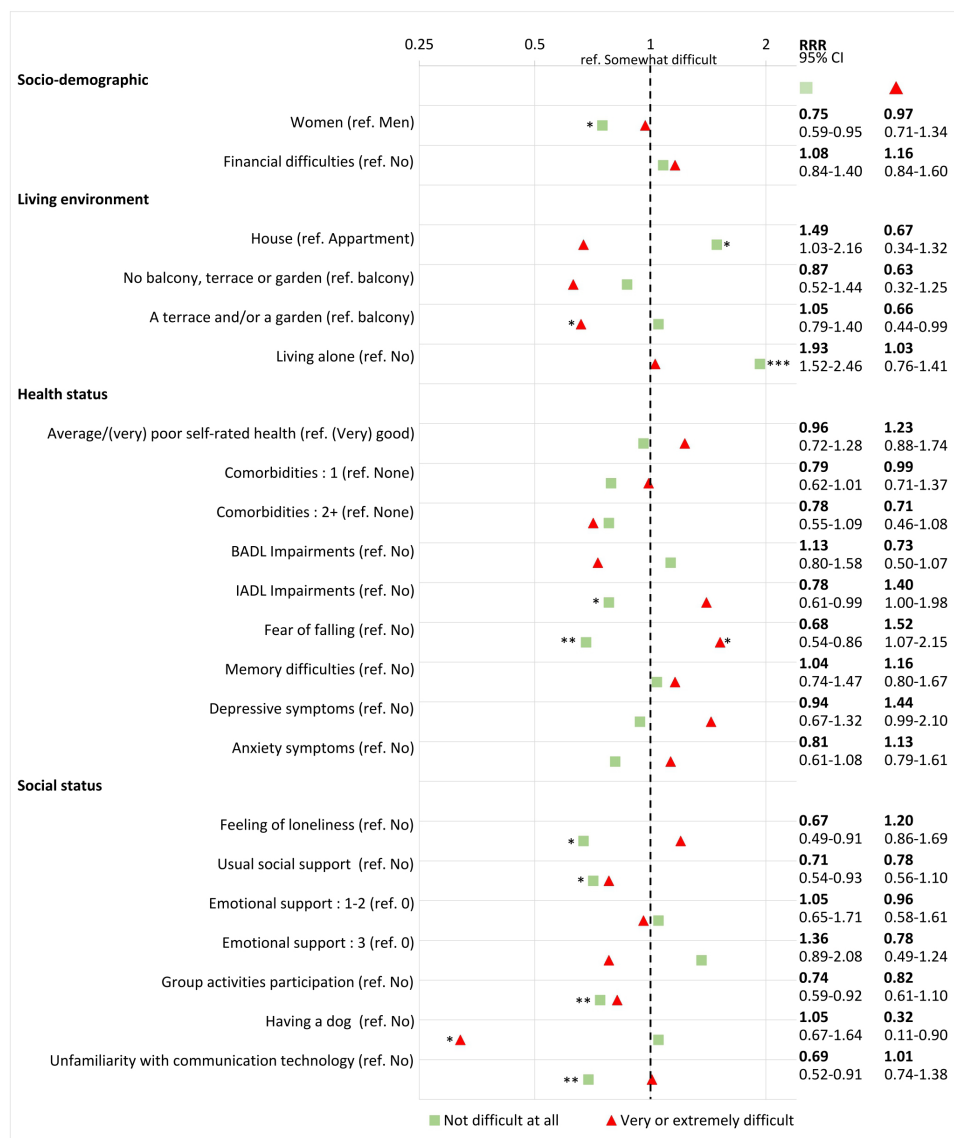 0.25 0.5 1 2 RRR
95% CI
ref. Somewhat difficult
Socio-demographic
Women (ref. Men) * 0.75 0.97
0.59-0.95 0.71-1.34
Financial difficulties (ref. No) 1.08 1.16
0.84-1.40 0.84-1.60
Living environment
House (ref. Appartment) * 1.49 0.67
1.03-2.16 0.34-1.32
No balcony, terrace or garden (ref. balcony) 0.87 0.63
0.52-1.44 0.32-1.25
A terrace and/or a garden (ref. balcony) * 1.05 0.66
0.79-1.40 0.44-0.99
Living alone (ref. No) *** 1.93 1.03
1.52-2.46 0.76-1.41
Health status
Average/(very) poor self-rated health (ref. (Very) good) 0.96 1.23
0.72-1.28 0.88-1.74
Comorbidities : 1 (ref. None) 0.79 0.99
0.62-1.01 0.71-1.37
Comorbidities : 2+ (ref. None) 0.78 0.71
0.55-1.09 0.46-1.08
BADL Impairments (ref. No) 1.13 0.73
0.80-1.58 0.50-1.07
IADL Impairments (ref. No) * 0.78 1.40
0.61-0.99 1.00-1.98
Fear of falling (ref. No) ** * 0.68 1.52
0.54-0.86 1.07-2.15
Memory difficulties (ref. No) 1.04 1.16
0.74-1.47 0.80-1.67
Depressive symptoms (ref. No) 0.94 1.44
0.67-1.32 0.99-2.10
Anxiety symptoms (ref. No) 0.81 1.13
0.61-1.08 0.79-1.61
Social status
Feeling of loneliness (ref. No) * 0.67 1.20
0.49-0.91 0.86-1.69
Usual social support (ref. No) * 0.71 0.78
0.54-0.93 0.56-1.10
Emotional support : 1-2 (ref. 0) 1.05 0.96
0.65-1.71 0.58-1.61
Emotional support : 3 (ref. 0) 1.36 0.78
0.89-2.08 0.49-1.24
Group activities participation (ref. No) ** 0.74 0.82
0.59-0.92 0.61-1.10
Having a dog (ref. No) * 1.05 0.32
0.67-1.64 0.11-0.90
Unfamiliarity with communication technology (ref. No) ** 0.69 1.01
0.52-0.91 0.74-1.38
Not difficult at all Very or extremely difficult